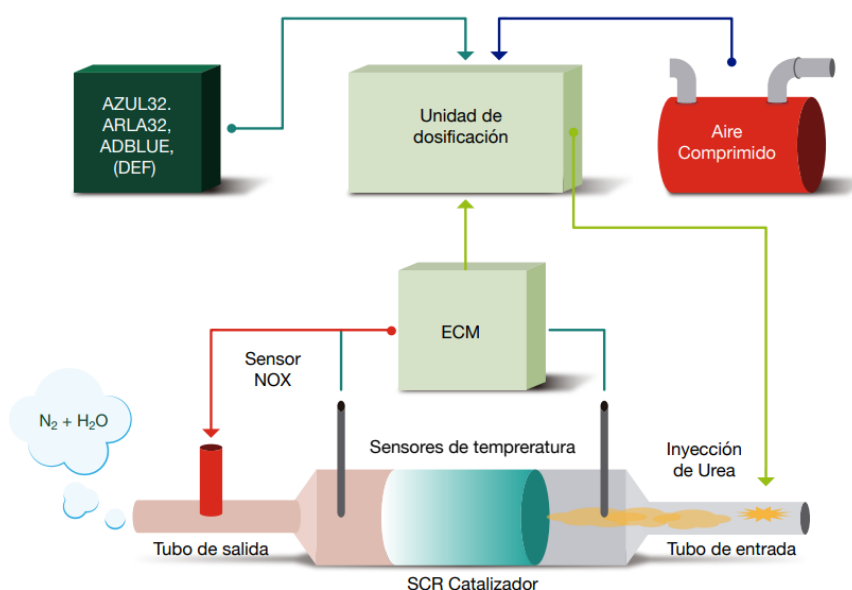 AZUL32.
ARLA32,
ADBLUE,
(DEF)
Unidad de
dosificación
Aire
Comprimido
ECM
Sensor
NOX
N₂ + H₂O
Sensores de tempreratura
Inyección
de Urea
Tubo de salida
Tubo de entrada
SCR Catalizador